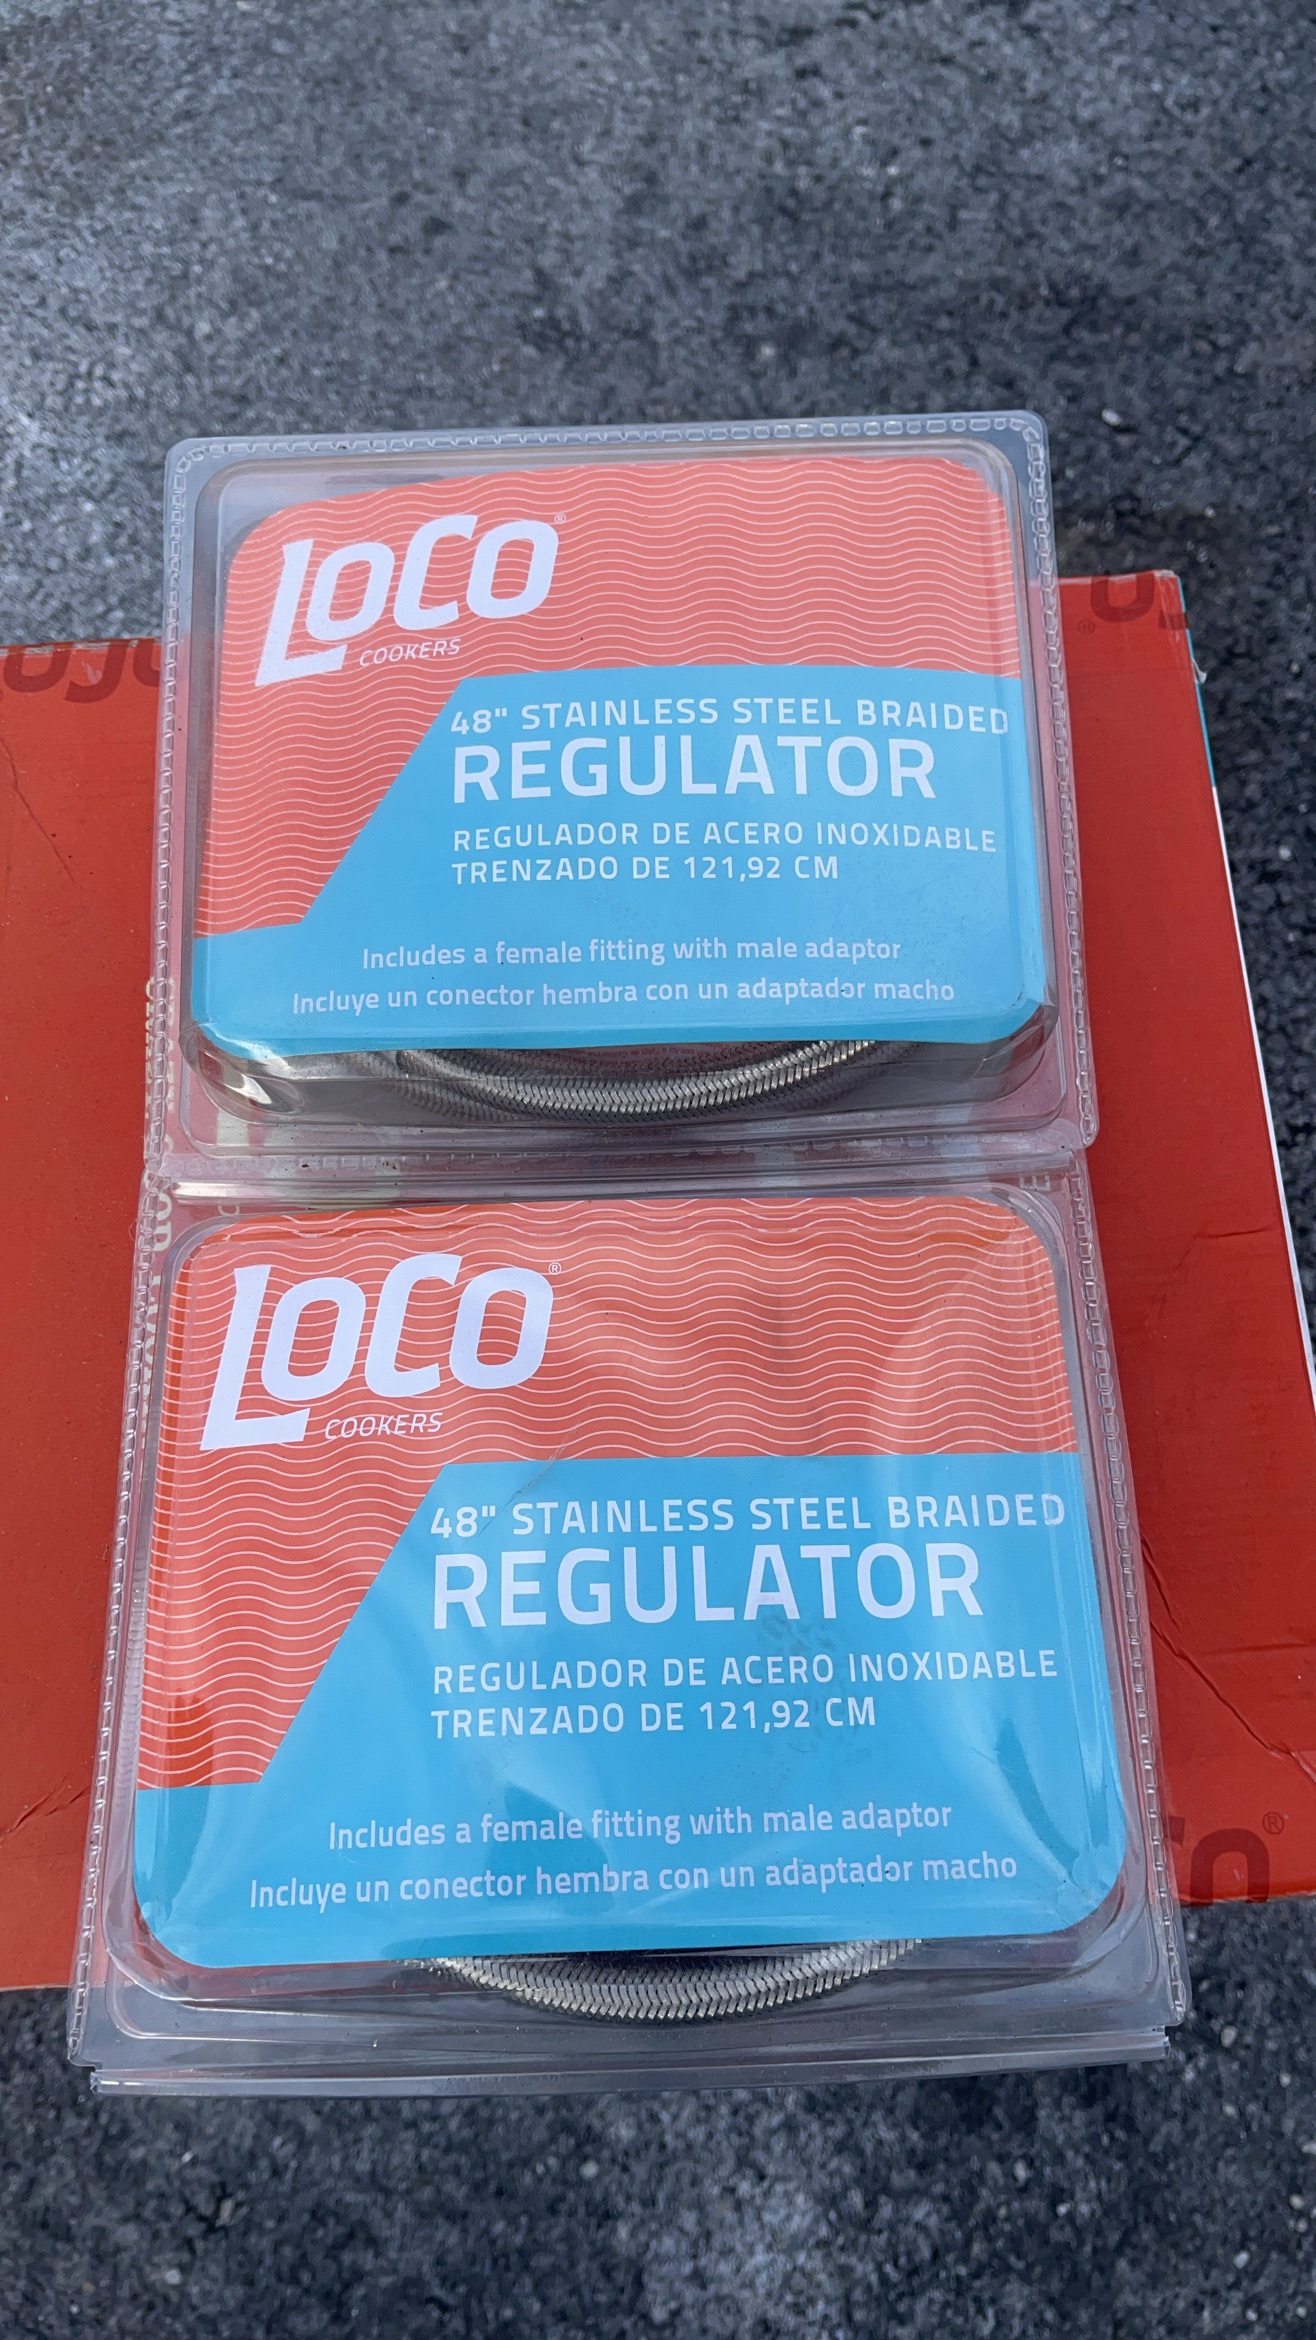 LOCO®
COOKERS
48" STAINLESS STEEL BRAIDED
REGULATOR
REGULADOR DE ACERO INOXIDABLE
TRENZADO DE 121,92 CM
Includes a female fitting with male adaptor
Incluye un conector hembra con un adaptador macho
LOCO®
COOKERS
48" STAINLESS STEEL BRAIDED
REGULATOR
REGULADOR DE ACERO INOXIDABLE
TRENZADO DE 121,92 CM
Includes a female fitting with male adaptor
Incluye un conector hembra con un adaptador macho